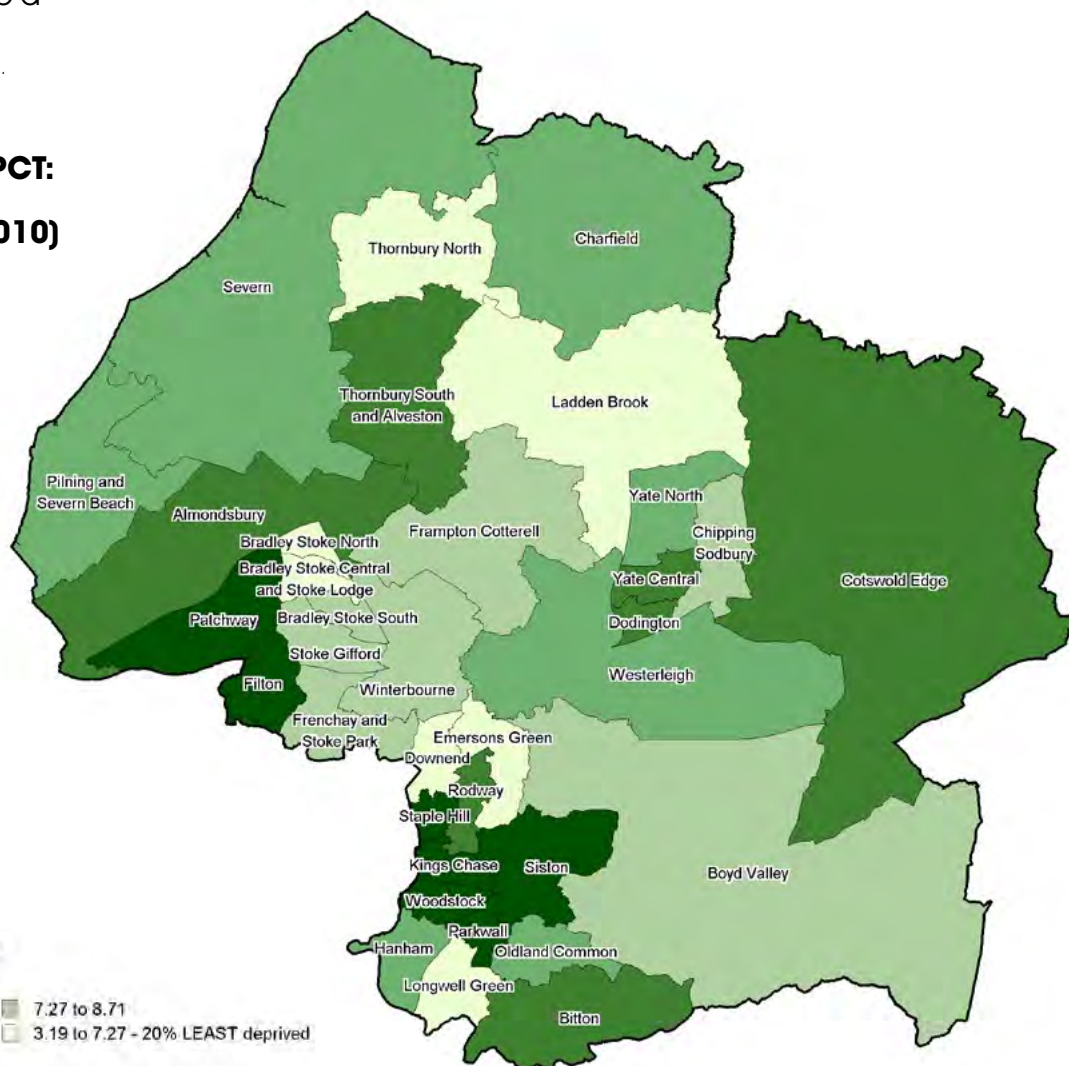 PCT:
010)
Thornbury North
Charfield
Severn
Thornbury South
and Alveston
Ladden Brook
Pilning and
Severn Beach
Almondsbury
Frampton Cotterell
Yate North
Chipping
Sodbury
Bradley Stoke North
Bradley Stoke Central
and Stoke Lodge
Yate Central
Cotswold Edge
Patchway
Bradley Stoke South
Dodington
Stoke Gifford
Westerleigh
Filton
Winterbourne
Frenchay and
Stoke Park
Emersons Green
Downend
Rodway
Staple Hill
Kings Chase
Siston
Boyd Valley
Woodstock
Parkwall
Hanham
Oldland Common
Longwell Green
Bitton
7.27 to 8.71
3.19 to 7.27 - 20% LEAST deprived